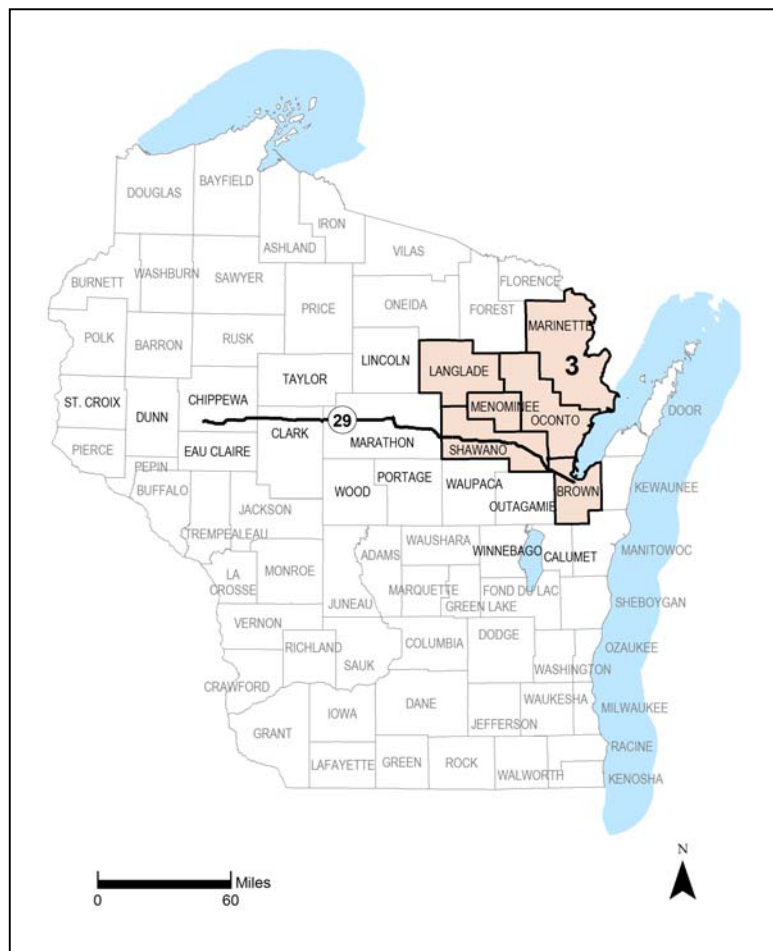 DOUGLAS
BAYFIELD
IRON
ASHLAND
VILAS
BURNETT
WASHBURN
SAWYER
FLORENCE
PRICE
ONEIDA
FOREST
MARINETTE
POLK
BARRON
RUSK
LINCOLN
3
LANGLADE
TAYLOR
CHIPPEWA
ST. CROIX
DUNN
MENOMINEE
OCONTO
DOOR
29
CLARK
MARATHON
EAU CLAIRE
SHAWANO
PIERCE
PEPIN
PORTAGE
WAUPACA
BUFFALO
WOOD
OUTAGAMIE
BROWN
KEWAUNEE
JACKSON
TREMPEALEAU
WAUSHARA
ADAMS
WINNEBAGO
CALUMET
MANITOWOC
LA
CROSSE
MONROE
JUNEAU
MARQUETTE
GREEN LAKE
FOND DU LAC
SHEBOYGAN
VERNON
RICHLAND
SAUK
COLUMBIA
DODGE
OZAUKEE
WASHINGTON
CRAWFORD
WAUKESHA
MILWAUKEE
GRANT
IOWA
DANE
JEFFERSON
RACINE
LAFAYETTE
GREEN
ROCK
WALWORTH
KENOSHA
N
Miles
0 60